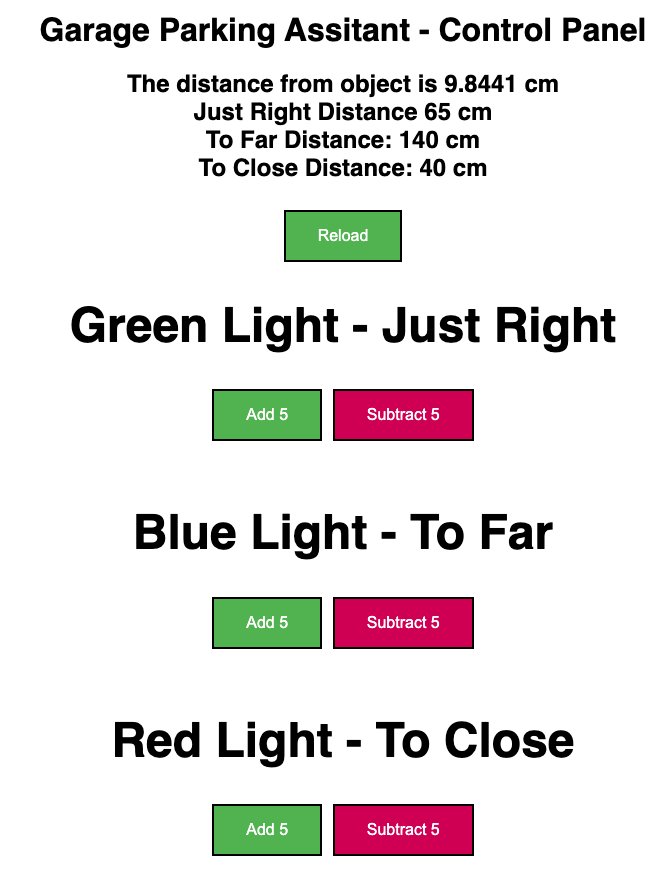 Garage Parking Assitant - Control Panel
The distance from object is 9.8441 cm
Just Right Distance 65 cm
To Far Distance: 140 cm
To Close Distance: 40 cm
Reload
Green Light - Just Right
Add 5 Subtract 5
Blue Light - To Far
Add 5 Subtract 5
Red Light - To Close
Add 5 Subtract 5